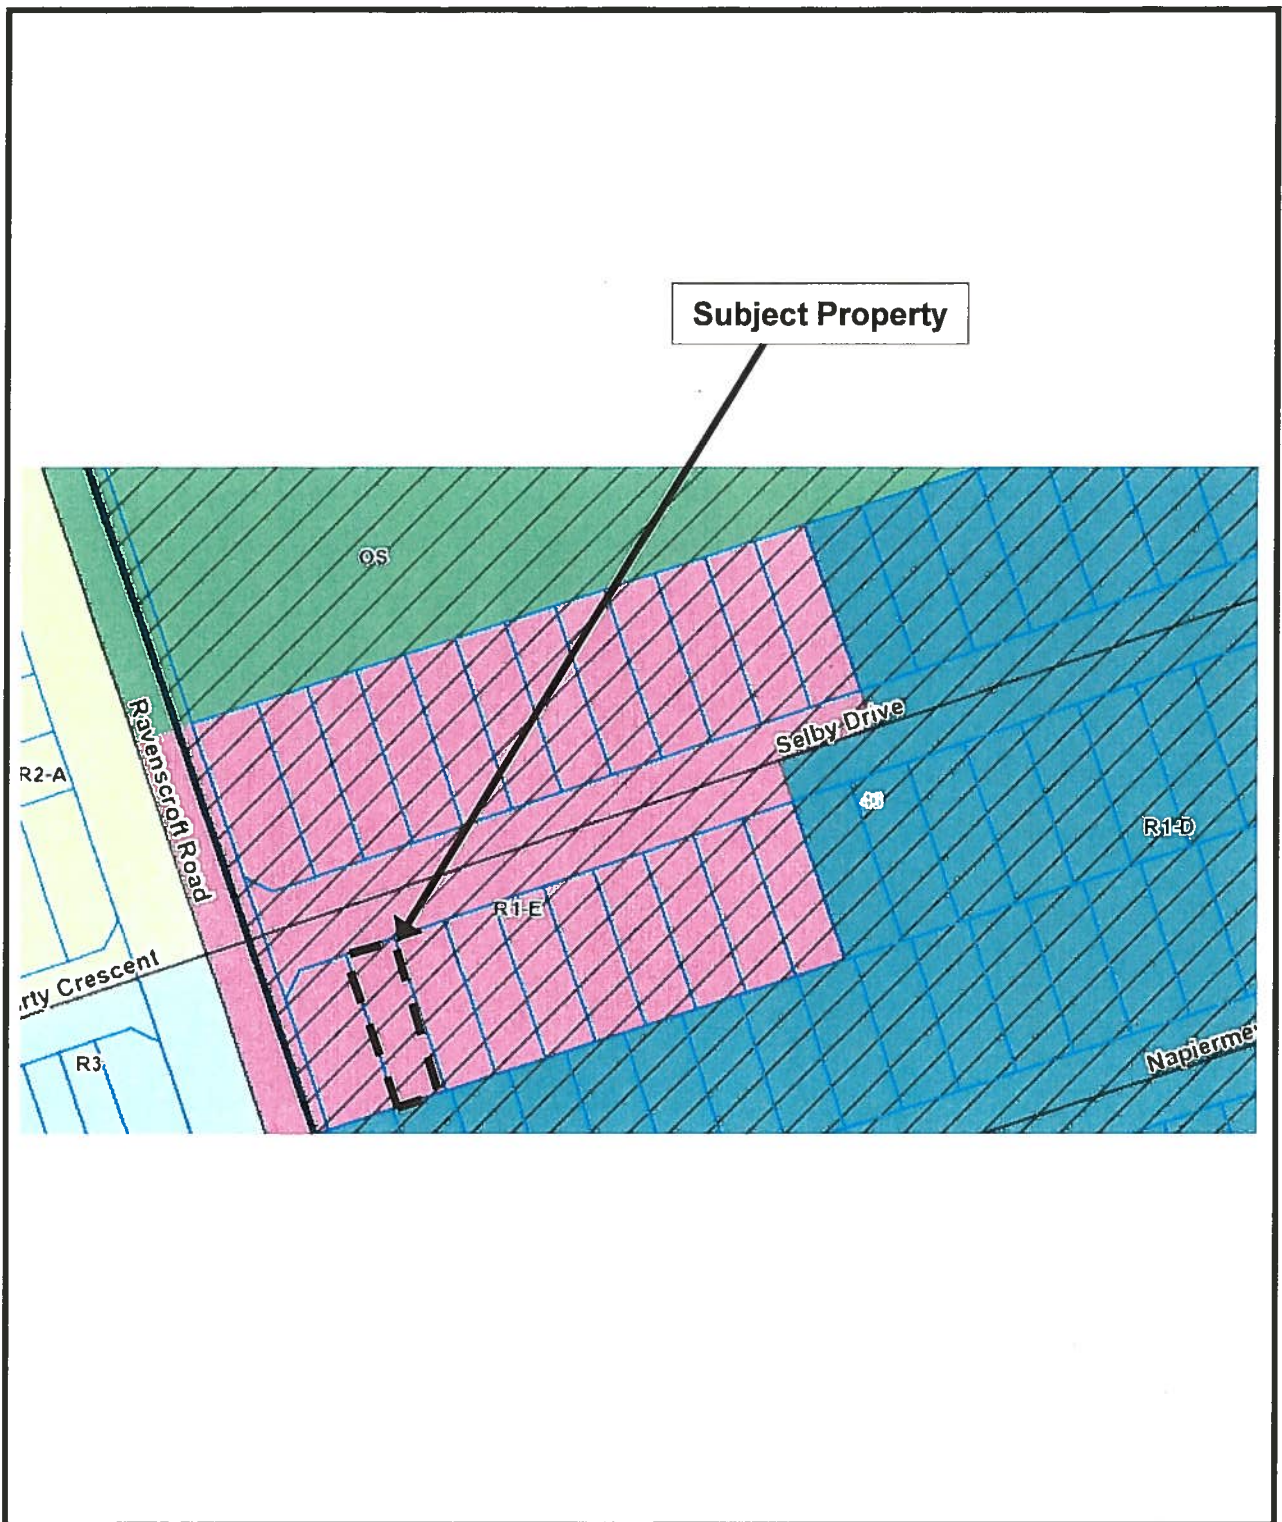 Subject Property
OS
Ravenscroft Road
Selby Drive
R2-A
R1-D
R1-E
rty Crescent
R3
Napierme